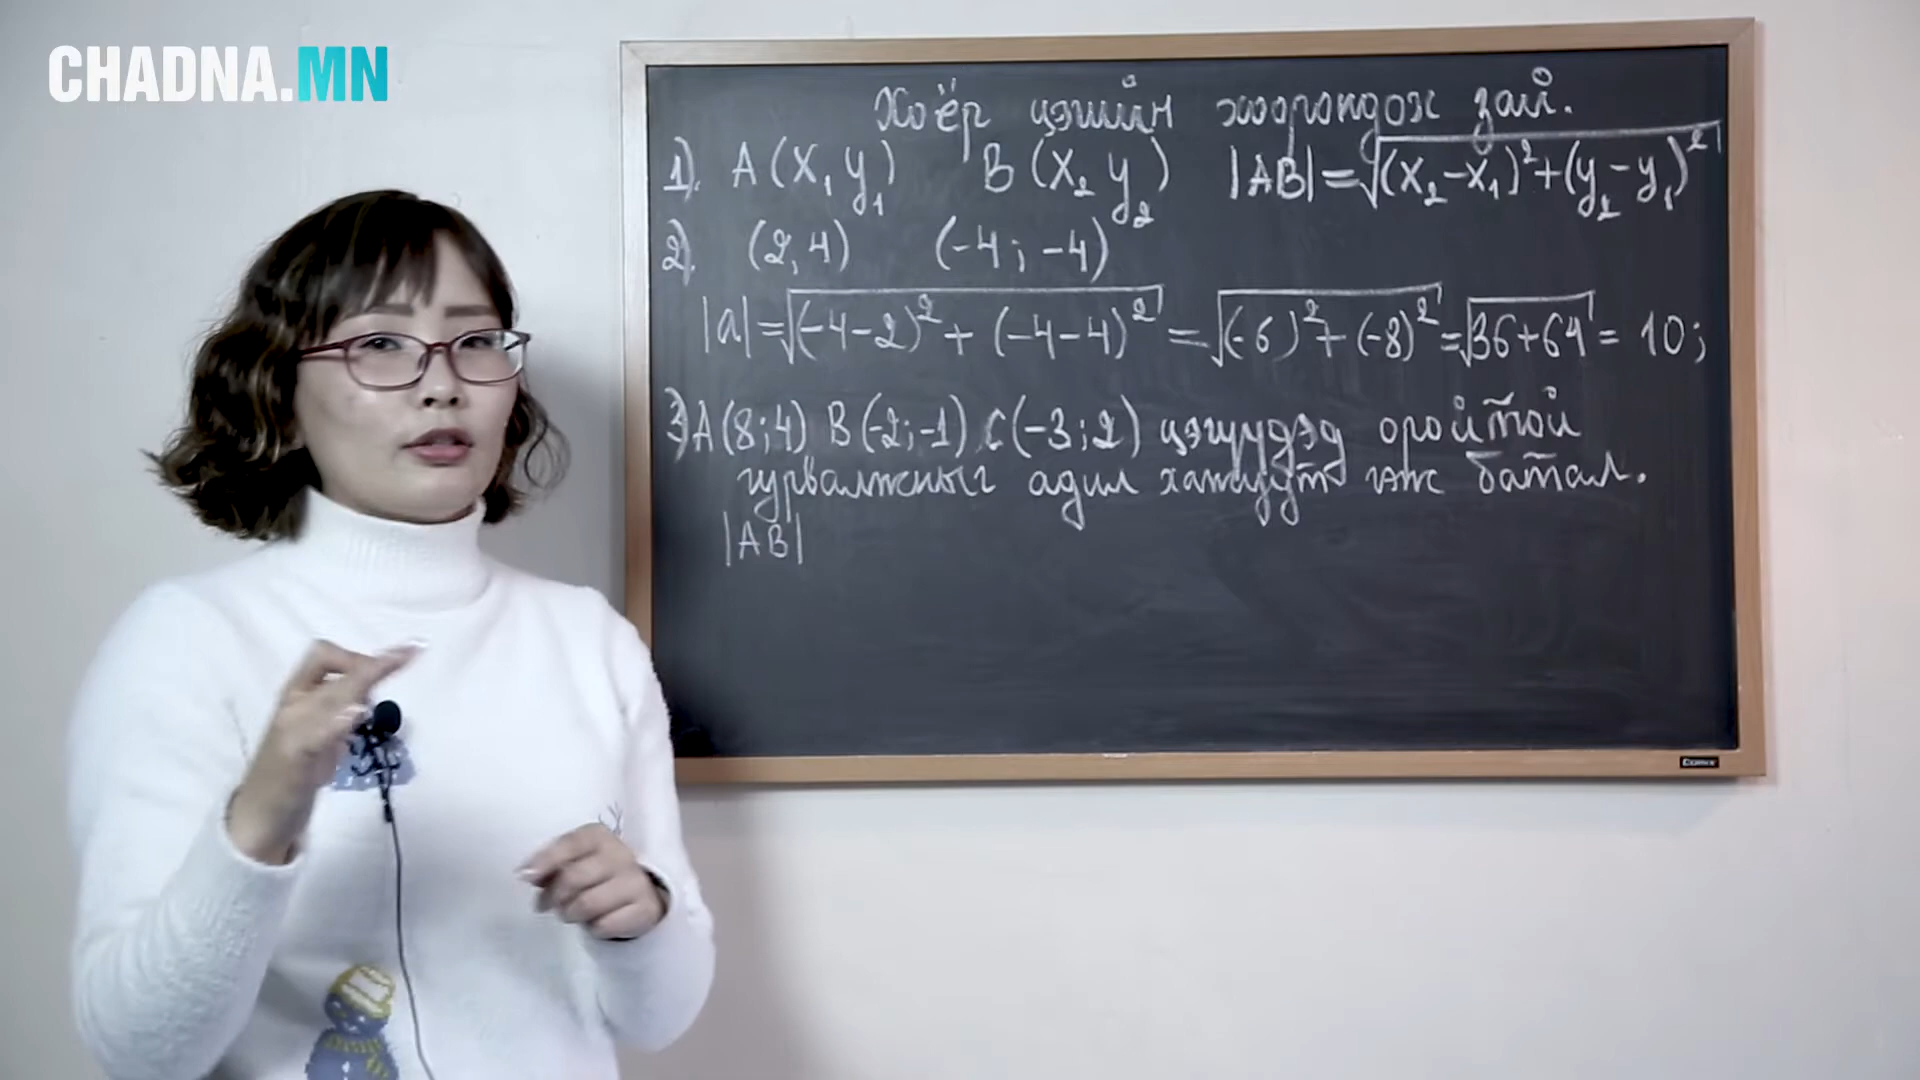 CHADNA.MN
Хоёр цэгийн хоорондох зай.
1). A(x₁ y₁) B(x₂ y₂) |AB|=√(x₂-x₁)²+(y₂-y₁)²
2). (2,4) (-4; -4)
|a|=√(-4-2)²+(-4-4)² = √(-6)²+(-8)² = √36+64 = 10;
3) A(8;4) B(-2;-1) C(-3;2) цэгүүдэд оройтой
гурвалжныг адил хажуут гэж батал.
|AB|
Comix